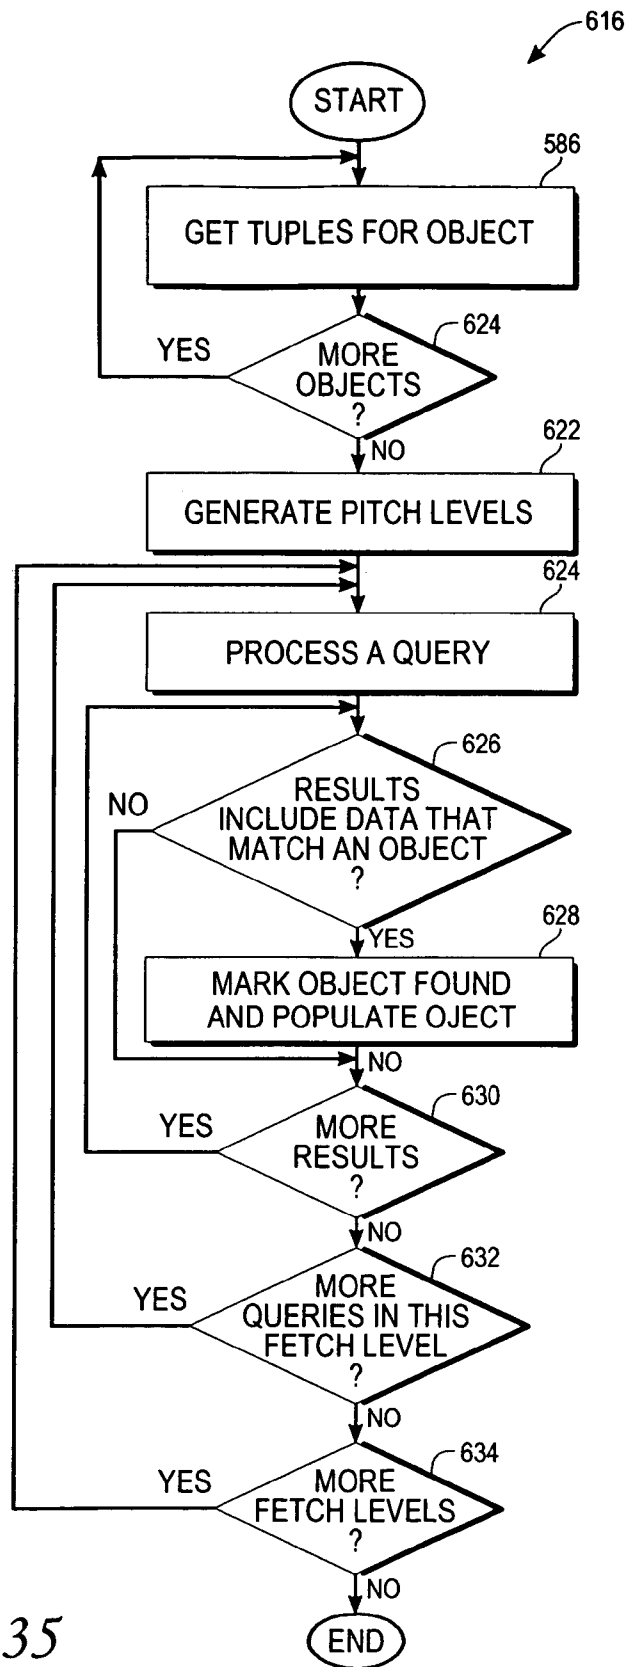 616
START
586
GET TUPLES FOR OBJECT
624
YES
MORE
OBJECTS
?
NO
622
GENERATE PITCH LEVELS
624
PROCESS A QUERY
626
NO
RESULTS
INCLUDE DATA THAT
MATCH AN OBJECT
?
YES
628
MARK OBJECT FOUND
AND POPULATE OJECT
NO
630
YES
MORE
RESULTS
?
NO
632
YES
MORE
QUERIES IN THIS
FETCH LEVEL
?
NO
634
YES
MORE
FETCH LEVELS
?
NO
35
END